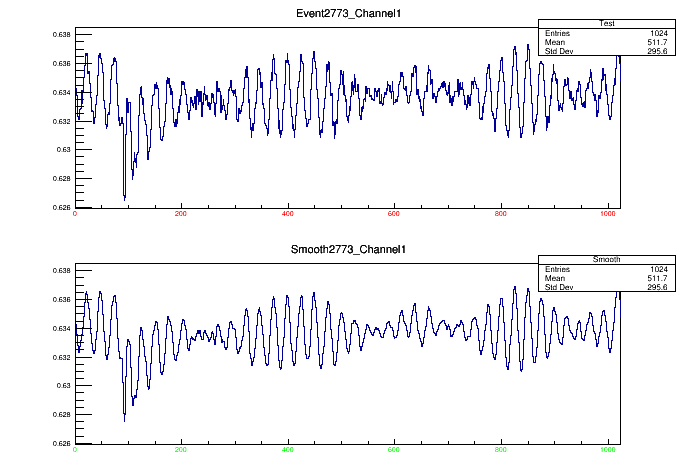 Event2773_Channel1
Test
Entries 1024
Mean 511.7
Std Dev 295.6
0.638
0.636
0.634
0.632
0.63
0.628
0.626
0 200 400 600 800 1000
Smooth2773_Channel1
Smooth
Entries 1024
Mean 511.7
Std Dev 295.6
0.638
0.636
0.634
0.632
0.63
0.628
0.626
0 200 400 600 800 1000